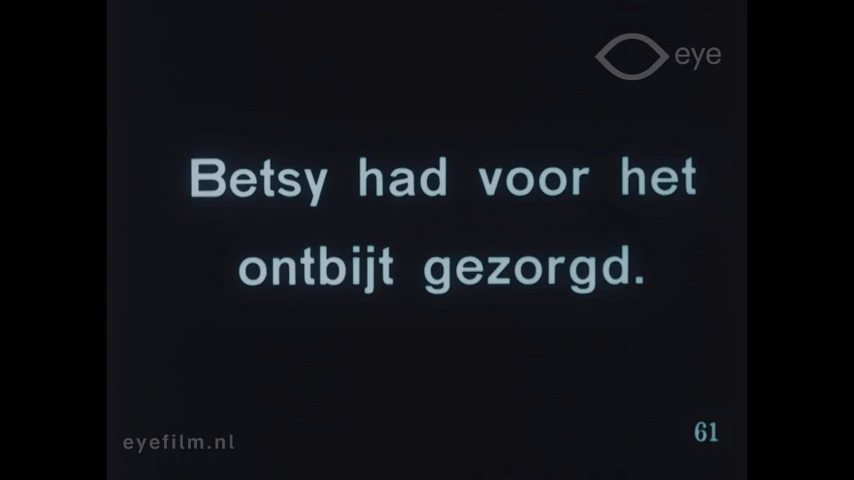 eye
Betsy had voor het
ontbijt gezorgd.
61
eyefilm.nl